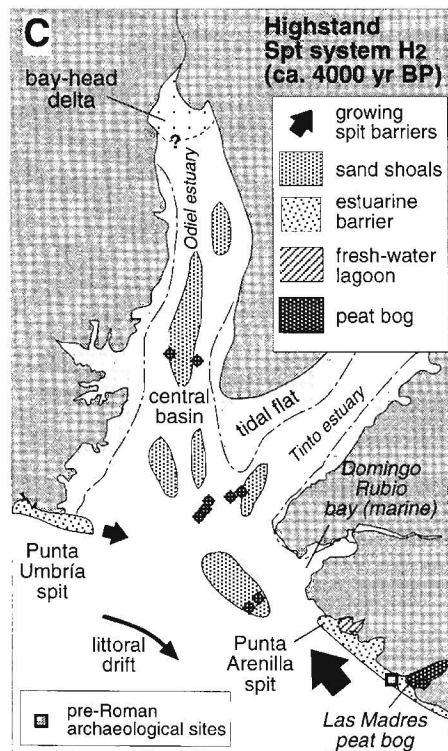 C
Highstand
Spt system H2
(ca. 4000 yr BP)
growing
spit barriers
sand shoals
estuarine
barrier
fresh-water
lagoon
peat bog
bay-head
delta
?
Odiel estuary
central
basin
tidal flat
Tinto estuary
Domingo
Rubio
bay (marine)
Punta
Umbría
spit
littoral
drift
Punta
Arenilla
spit
Las Madres
peat bog
pre-Roman
archaeological sites